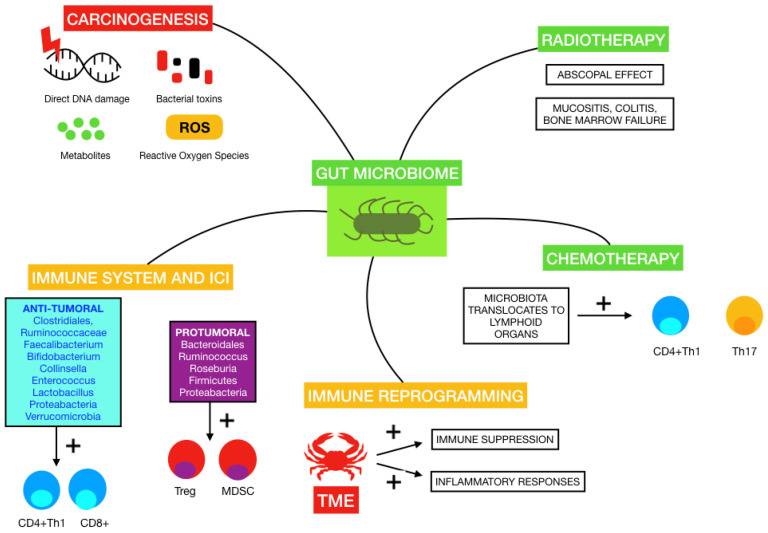 CARCINOGENESIS
Direct DNA damage
Bacterial toxins
Metabolites
ROS
Reactive Oxygen Species
RADIOTHERAPY
ABSCOPAL EFFECT
MUCOSITIS, COLITIS,
BONE MARROW FAILURE
GUT MICROBIOME
IMMUNE SYSTEM AND ICI
ANTI-TUMORAL
Clostridiales,
Ruminococcaceae
Faecalibacterium
Bifidobacterium
Collinsella
Enterococcus
Lactobacillus
Proteabacteria
Verrucomicrobia
+
CD4+Th1
CD8+
PROTUMORAL
Bacteroidales
Ruminococcus
Roseburia
Firmicutes
Proteabacteria
+
Treg
MDSC
CHEMOTHERAPY
MICROBIOTA
TRANSLOCATES TO
LYMPHOID
ORGANS
+
CD4+Th1
Th17
IMMUNE REPROGRAMMING
TME
+
IMMUNE SUPPRESSION
+
INFLAMMATORY RESPONSES